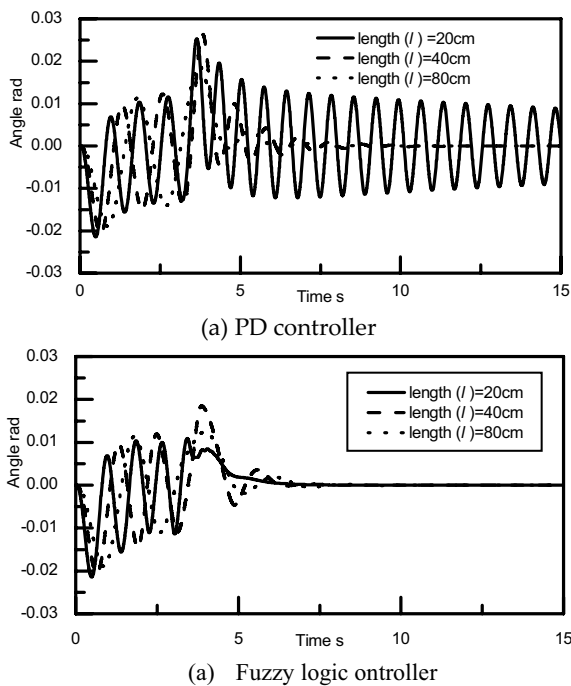 0.03
0.02
0.01
0.00
-0.01
-0.02
-0.03
Angle rad
length (l ) =20cm
length (l )=40cm
length (l )=80cm
0 5 10 15
Time s
(a) PD controller
0.03
0.02
0.01
0.00
-0.01
-0.02
-0.03
Angle rad
length (l )=20cm
length (l )=40cm
length (l )=80cm
0 5 10 15
Time s
(a) Fuzzy logic ontroller